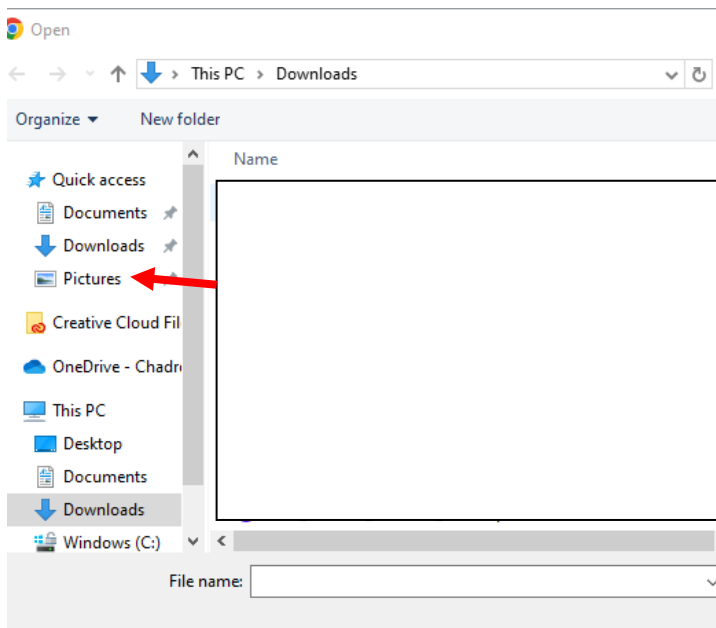 Open
This PC > Downloads
Organize New folder
Name
Quick access
Documents
Downloads
Pictures
Creative Cloud Fil
OneDrive - Chadr
This PC
Desktop
Documents
Downloads
Windows (C:)
File name: